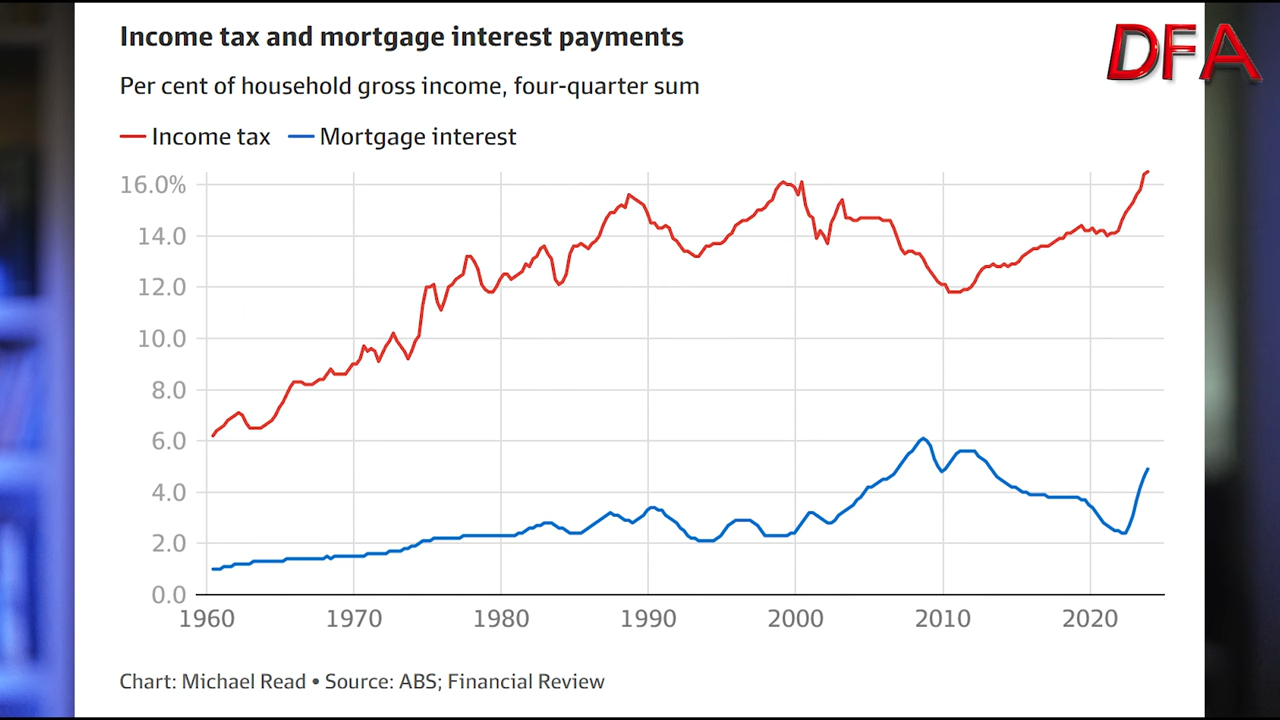 Income tax and mortgage interest payments
DFA
Per cent of household gross income, four-quarter sum
Income tax Mortgage interest
16.0%
14.0
12.0
10.0
8.0
6.0
4.0
2.0
0.0
1960 1970 1980 1990 2000 2010 2020
Chart: Michael Read • Source: ABS; Financial Review